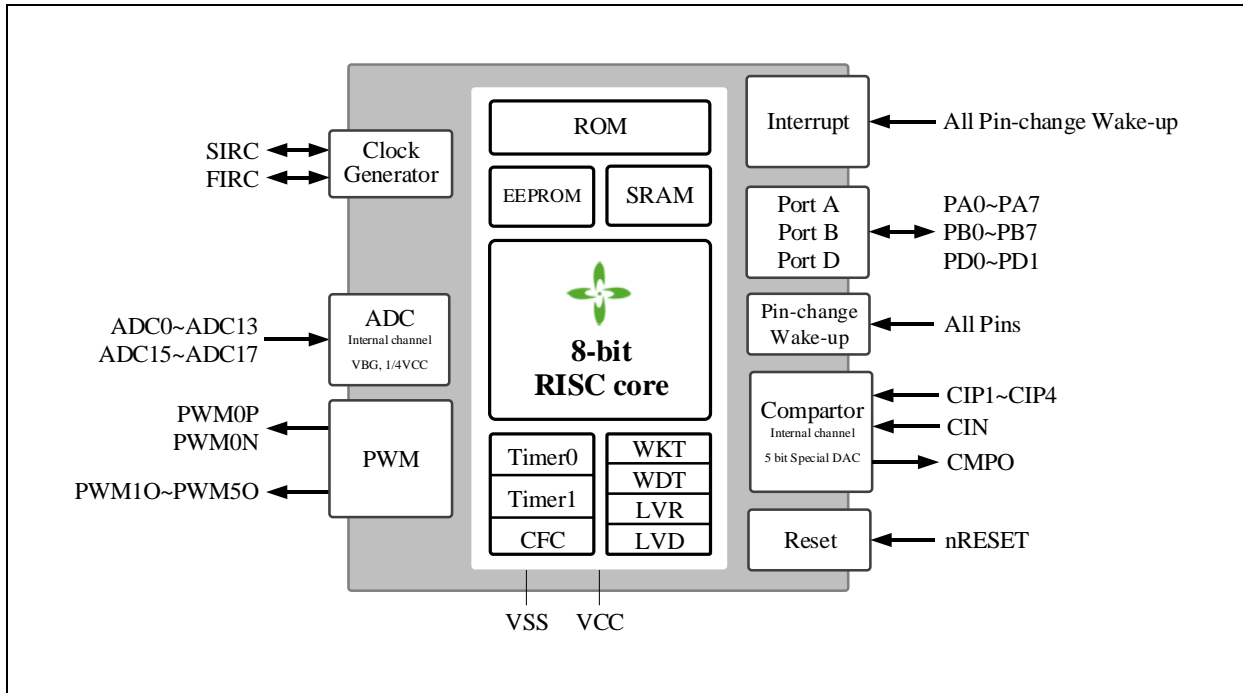 SIRC
FIRC
Clock
Generator
ADC0~ADC13
ADC15~ADC17
ADC
Internal channel
VBG, 1/4VCC
PWM0P
PWM0N
PWM1O~PWM5O
PWM
ROM
EEPROM
SRAM
8-bit
RISC core
Timer0
Timer1
CFC
WKT
WDT
LVR
LVD
VSS
VCC
Interrupt
All Pin-change Wake-up
Port A
Port B
Port D
PA0~PA7
PB0~PB7
PD0~PD1
Pin-change
Wake-up
All Pins
Compartor
Internal channel
5 bit Special DAC
CIP1~CIP4
CIN
CMPO
Reset
nRESET